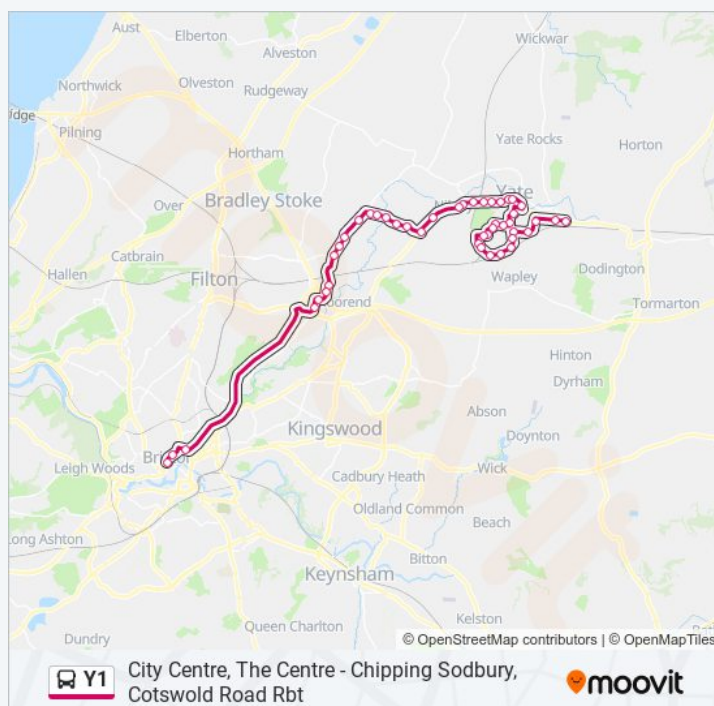 Aust
Elberton
Alveston
Wickwar
Northwick
Olveston
Rudgeway
ídge
Pilning
Yate Rocks
Horton
Hortham
Bradley Stoke
Over
Yate
Catbrain
Hallen
Filton
Wapley
Dodington
oorend
Tormarton
Hinton
Dyrham
Kingswood
Abson
Doynton
Leigh Woods
Cadbury Heath
Wick
Oldland Common
Long Ashton
Beach
Bitton
Keynsham
Kelston
Queen Charlton
Dundry
© OpenStreetMap contributors | © OpenMapTiles
Y1
City Centre, The Centre - Chipping Sodbury,
Cotswold Road Rbt
moovit